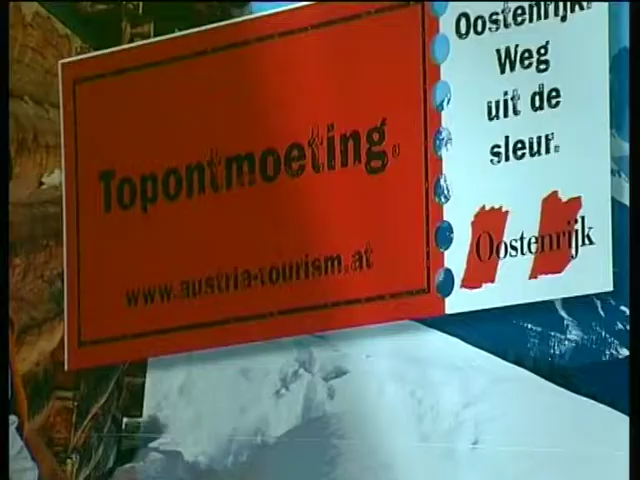 Topontmoeting.
www.austria-tourism.at
Oostenrijk.
Weg
uit de
sleur.
Oostenrijk